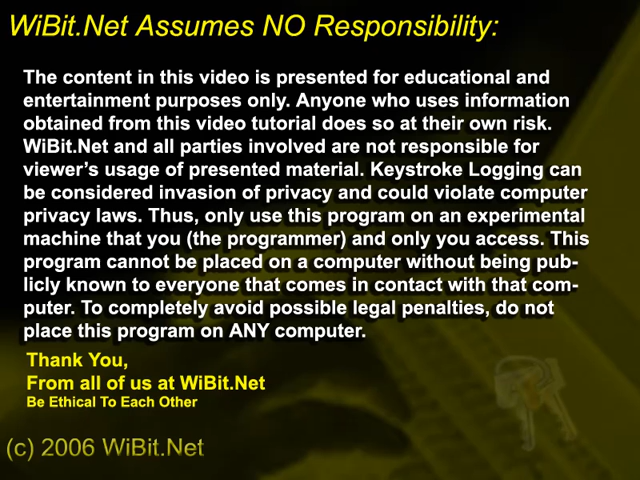 WiBit.Net Assumes NO Responsibility:
The content in this video is presented for educational and
entertainment purposes only. Anyone who uses information
obtained from this video tutorial does so at their own risk.
WiBit.Net and all parties involved are not responsible for
viewer's usage of presented material. Keystroke Logging can
be considered invasion of privacy and could violate computer
privacy laws. Thus, only use this program on an experimental
machine that you (the programmer) and only you access. This
program cannot be placed on a computer without being pub-
licly known to everyone that comes in contact with that com-
puter. To completely avoid possible legal penalties, do not
place this program on ANY computer.
Thank You,
From all of us at WiBit.Net
Be Ethical To Each Other
(c) 2006 WiBit.Net